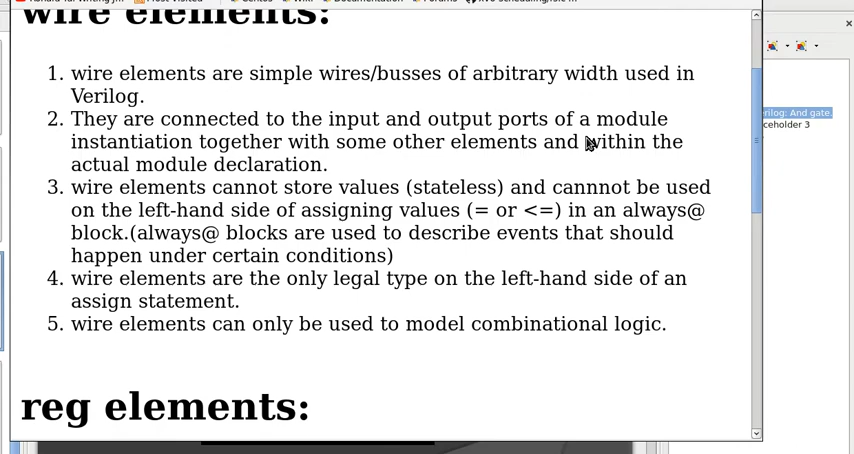 wire elements:
1. wire elements are simple wires/busses of arbitrary width used in
Verilog.
2. They are connected to the input and output ports of a module
instantiation together with some other elements and within the
actual module declaration.
3. wire elements cannot store values (stateless) and cannnot be used
on the left-hand side of assigning values (= or <=) in an always@
block.(always@ blocks are used to describe events that should
happen under certain conditions)
4. wire elements are the only legal type on the left-hand side of an
assign statement.
5. wire elements can only be used to model combinational logic.
reg elements:
And gate.
3